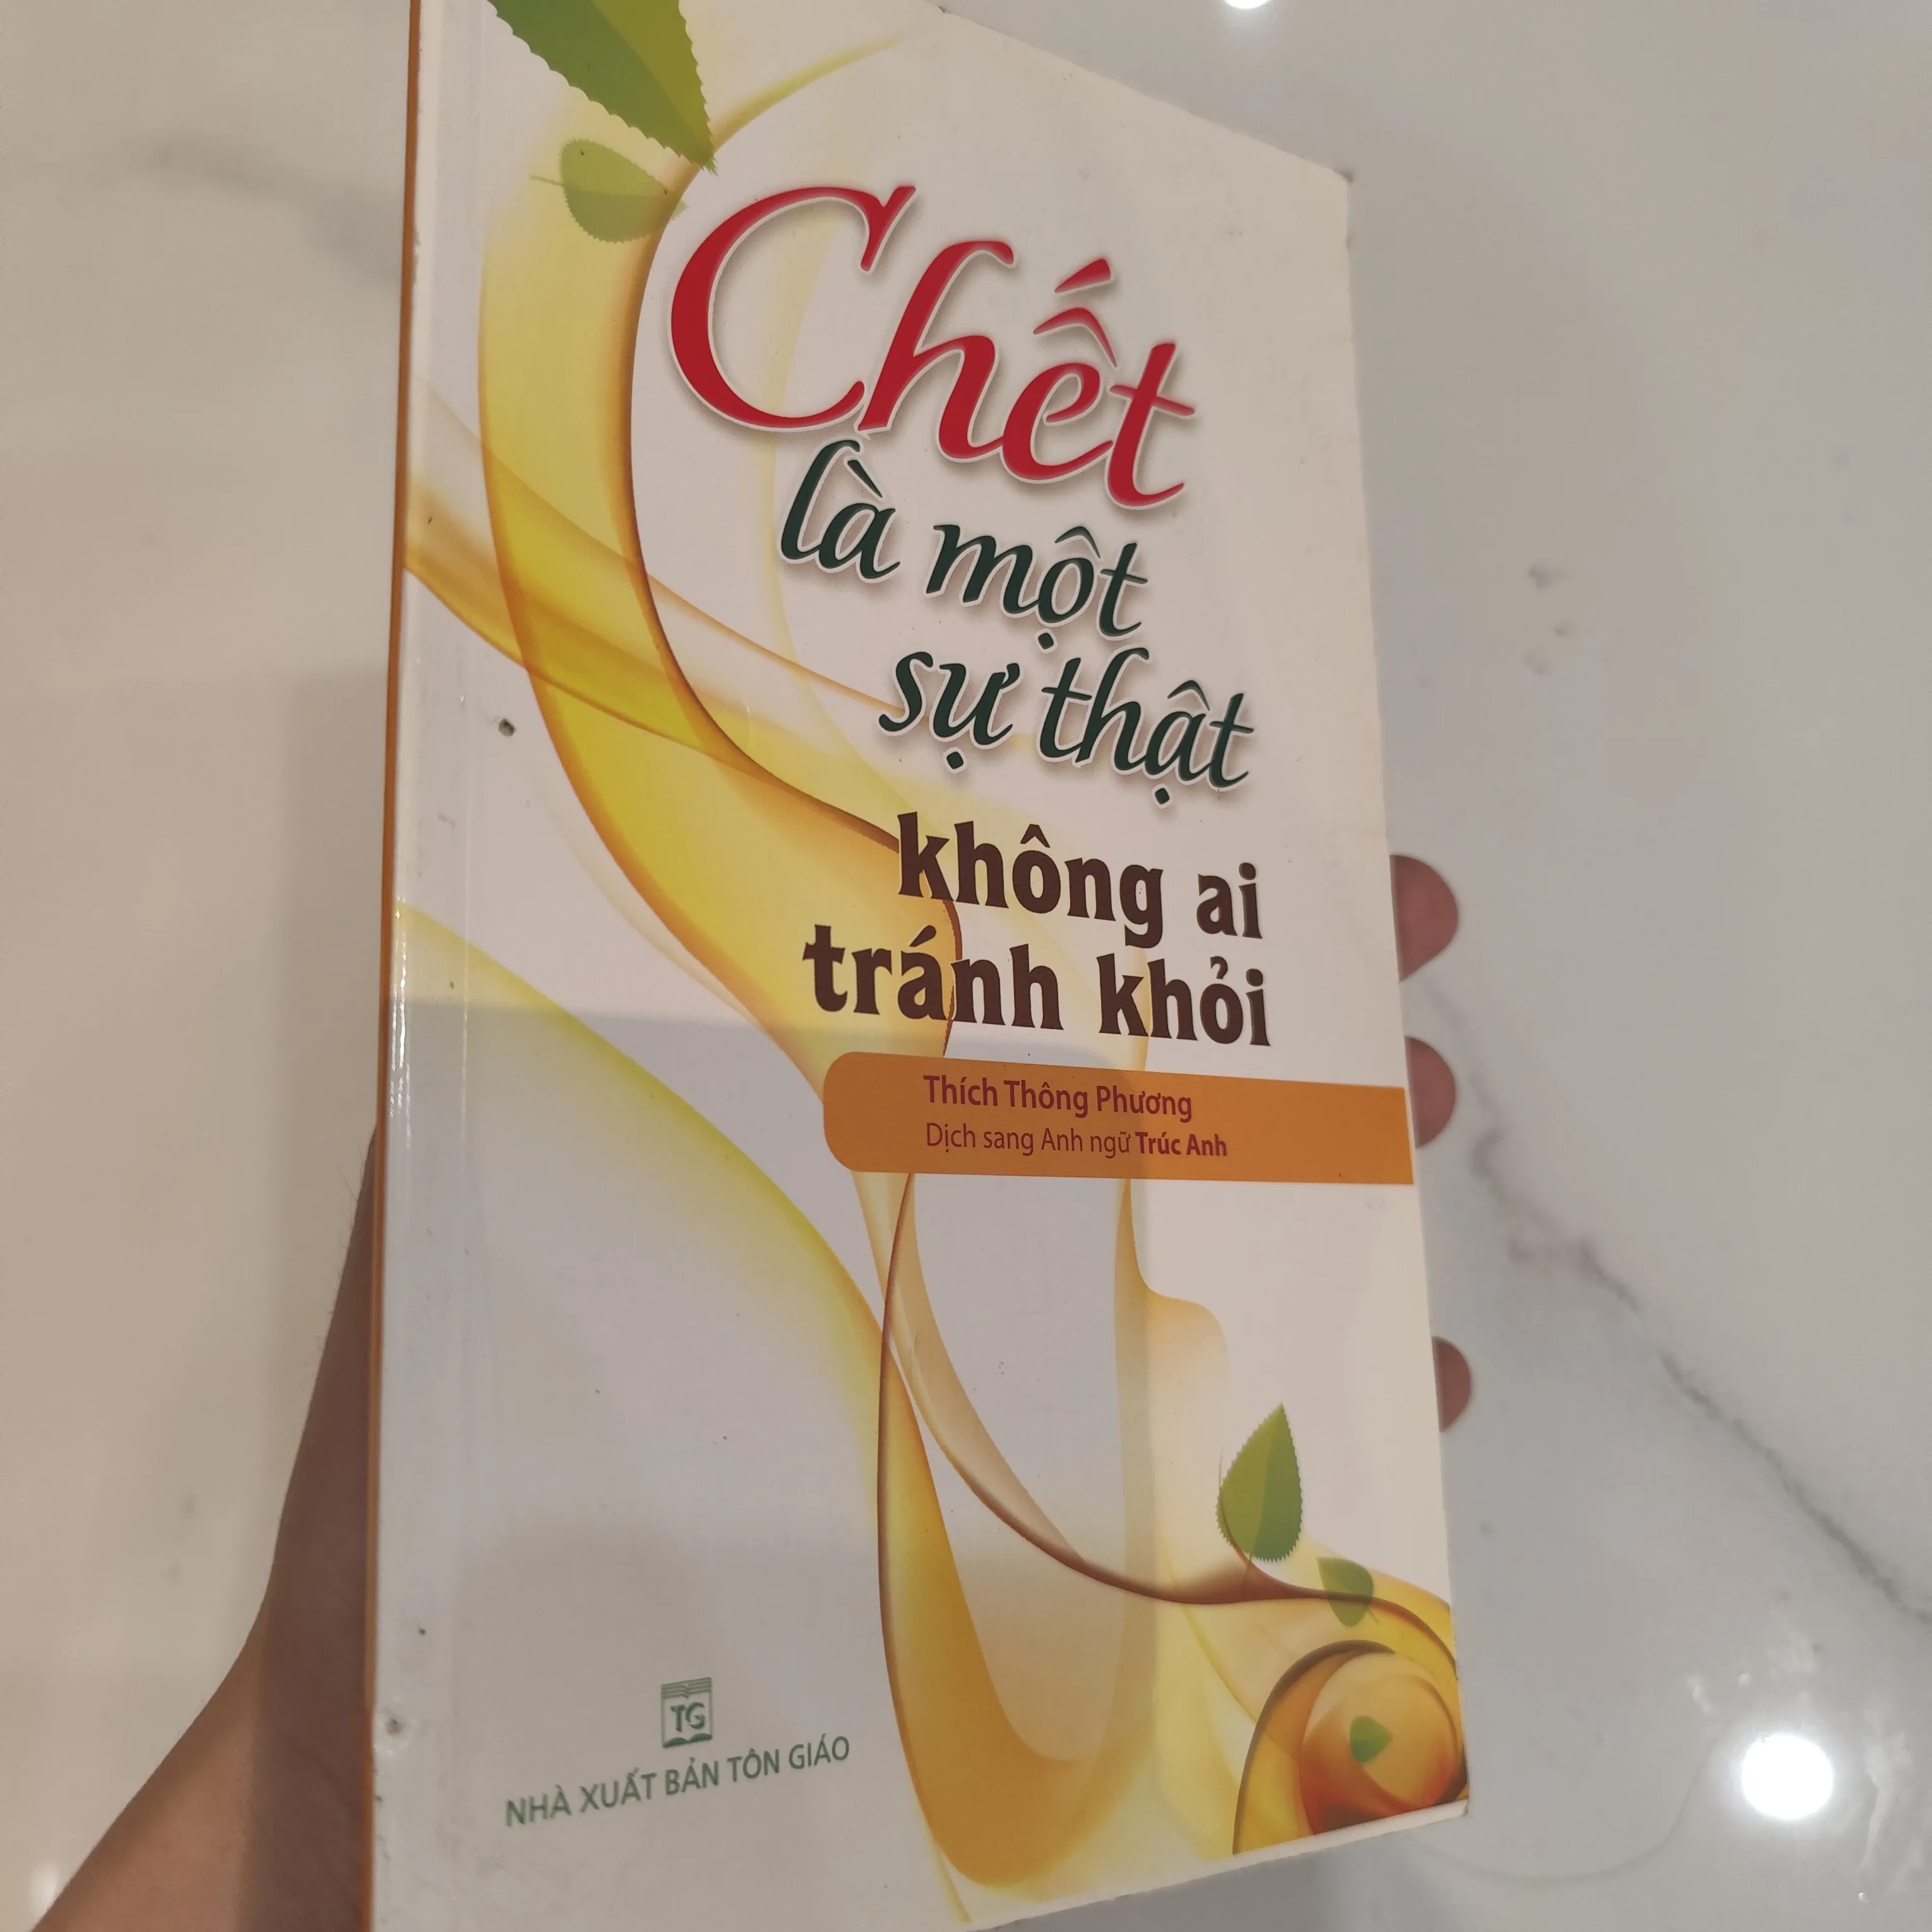 Chết
là một
sự thật
không ai
tránh khỏi
Thích Thông Phương
Dịch sang Anh ngữ Trúc Anh
TG
NHÀ XUẤT BẢN TÔN GIÁO